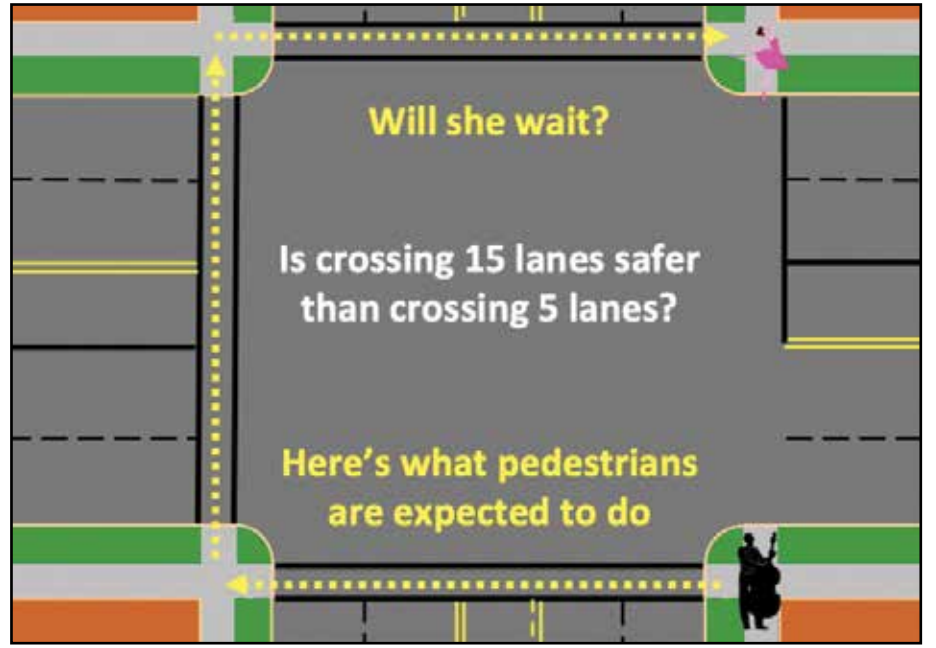 Will she wait?
Is crossing 15 lanes safer
than crossing 5 lanes?
Here's what pedestrians
are expected to do